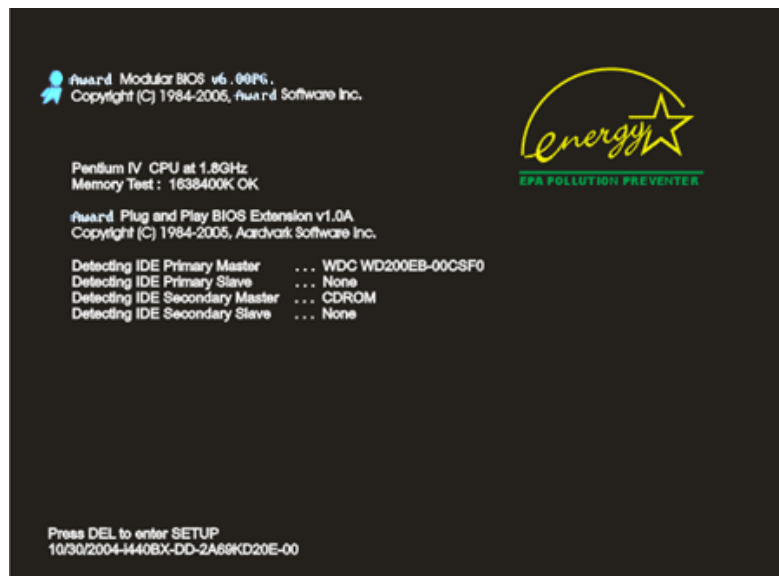 Award Modular BIOS v6.00PG.
Copyright (C) 1984-2005, Award Software Inc.
energy
EPA POLLUTION PREVENTER
Pentium IV CPU at 1.8GHz
Memory Test : 1638400K OK
Award Plug and Play BIOS Extension v1.0A
Copyright (C) 1984-2005, Aardvark Software Inc.
Detecting IDE Primary Master ... WDC WD200EB-00CSF0
Detecting IDE Primary Slave ... None
Detecting IDE Secondary Master ... CDROM
Detecting IDE Secondary Slave ... None
Press DEL to enter SETUP
10/30/2004-i440BX-DD-2A69KD20E-00